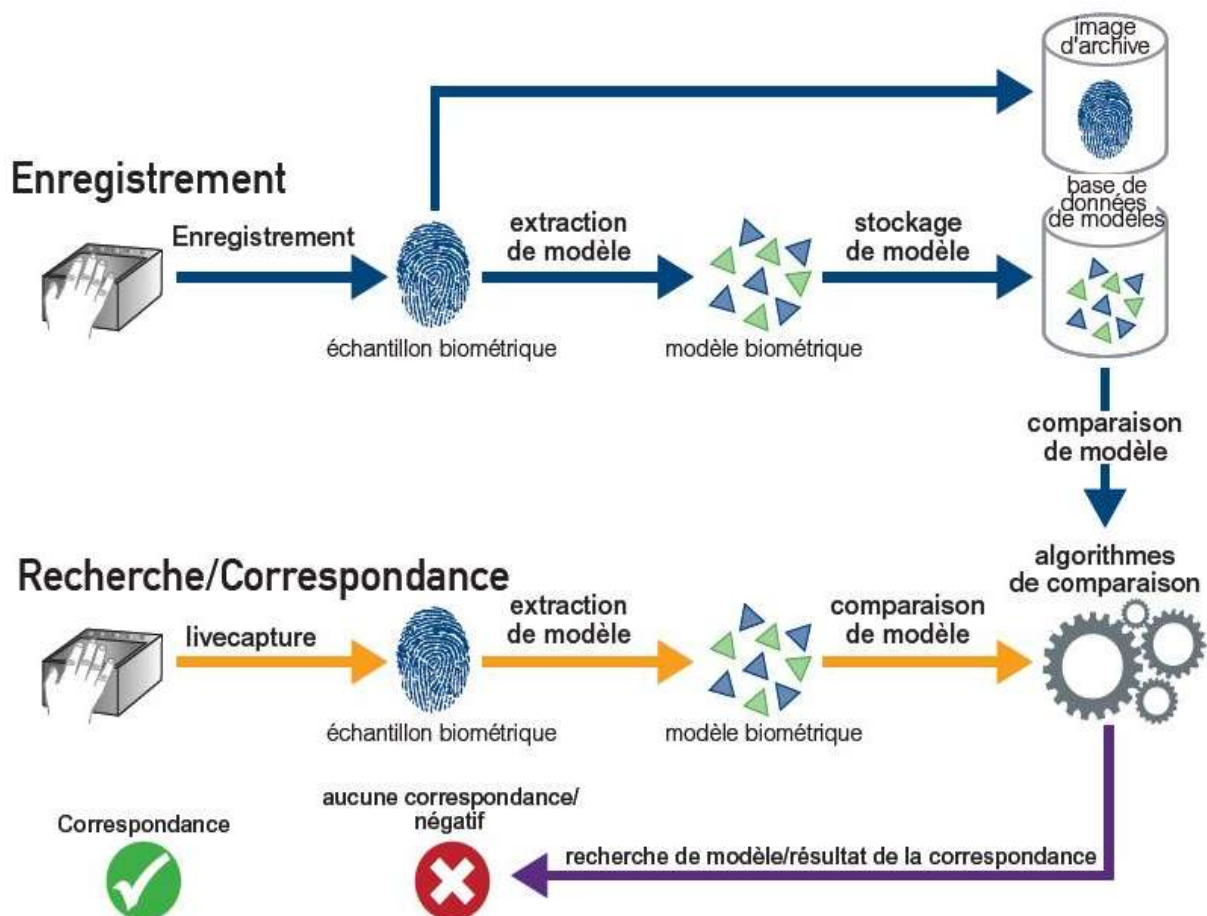 image
d'archive
Enregistrement
base de
données
de modèles
Enregistrement
extraction
de modèle
stockage
de modèle
échantillon biométrique
modèle biométrique
comparaison
de modèle
Recherche/Correspondance
algorithmes
de comparaison
livecapture
extraction
de modèle
comparaison
de modèle
échantillon biométrique
modèle biométrique
Correspondance
aucune correspondance/
négatif
recherche de modèle/résultat de la correspondance